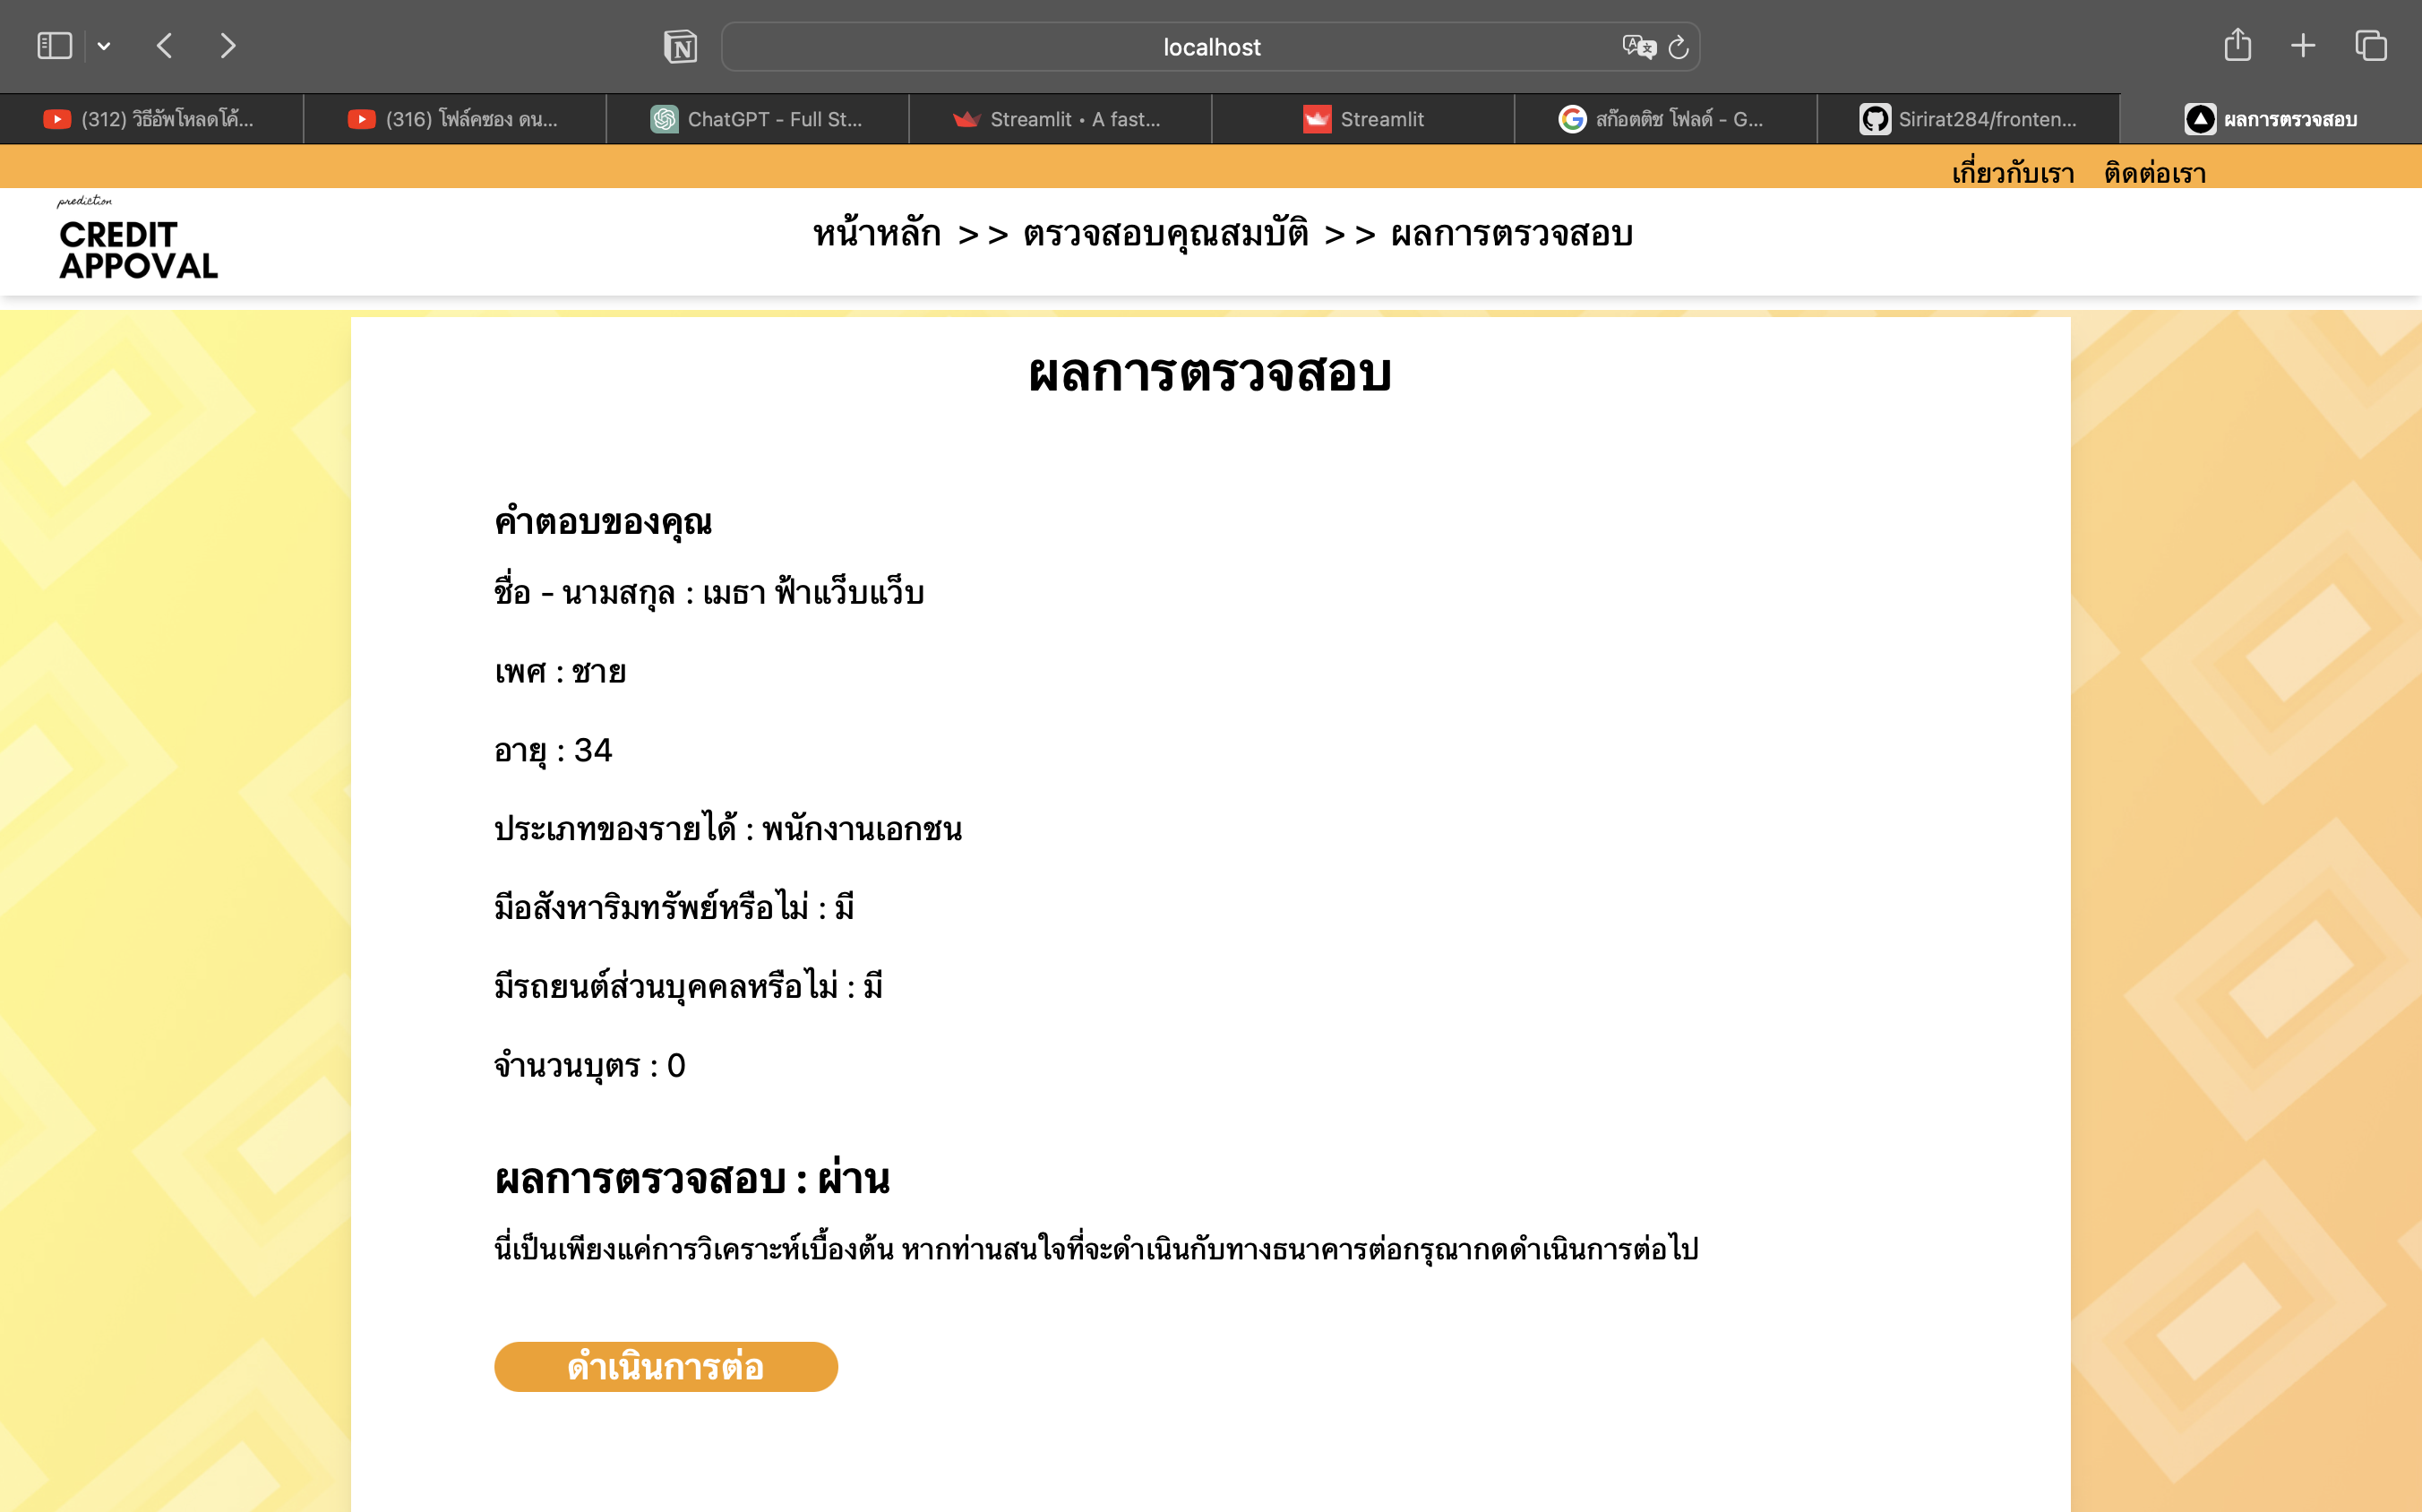 localhost
(312) วิธีอัพโหลดโค้...
(316) โฟล์คซอง ดน...
ChatGPT - Full St...
Streamlit • A fast...
Streamlit
สก๊อตติช โฟลด์ - G...
Sirirat284/fronten...
ผลการตรวจสอบ
เกี่ยวกับเรา ติดต่อเรา
prediction
CREDIT
APPOVAL
หน้าหลัก >> ตรวจสอบคุณสมบัติ >> ผลการตรวจสอบ
ผลการตรวจสอบ
คำตอบของคุณ
ชื่อ - นามสกุล : เมธา ฟ้าแว็บแว็บ
เพศ : ชาย
อายุ : 34
ประเภทของรายได้ : พนักงานเอกชน
มีอสังหาริมทรัพย์หรือไม่ : มี
มีรถยนต์ส่วนบุคคลหรือไม่ : มี
จำนวนบุตร : 0
ผลการตรวจสอบ : ผ่าน
นี่เป็นเพียงแค่การวิเคราะห์เบื้องต้น หากท่านสนใจที่จะดำเนินกับทางธนาคารต่อกรุณากดดำเนินการต่อไป
ดำเนินการต่อ